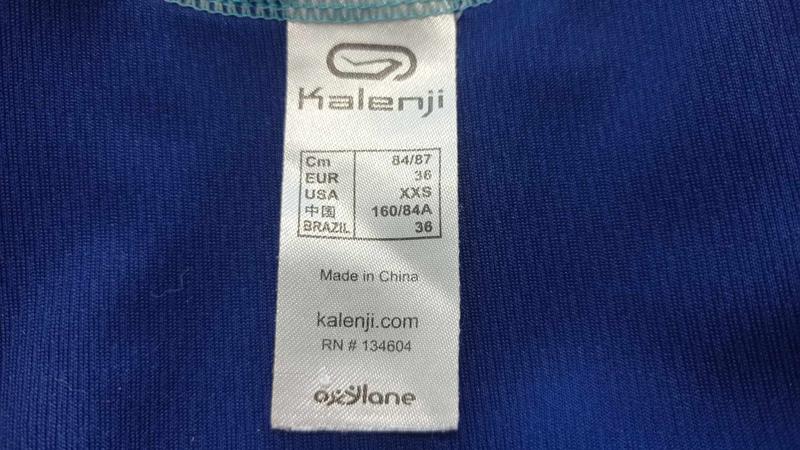 Kalenji
Cm 84/87
EUR 36
USA XXS
中国 160/84A
BRAZIL 36
Made in China
kalenji.com
RN # 134604
oxylane